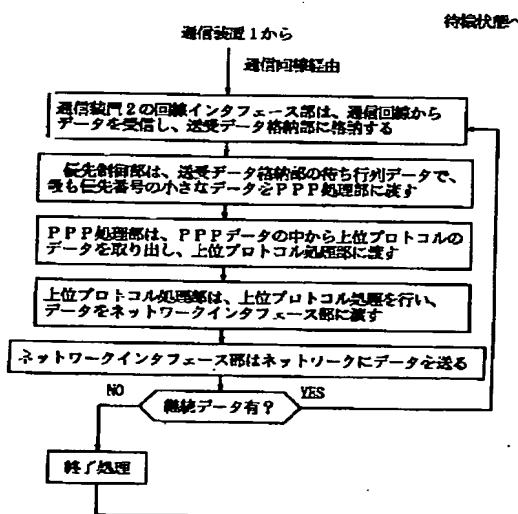 待機状態へ
通信装置1から
通信回線経由
通信装置2の回線インタフェース部は、通信回線から
データを受信し、送受データ格納部に格納する
優先制御部は、送受データ格納部の待ち行列データで、
最も優先番号の小さなデータをPPP処理部に渡す
PPP処理部は、PPPデータの中から上位プロトコルの
データを取り出し、上位プロトコル処理部に渡す
上位プロトコル処理部は、上位プロトコル処理を行い、
データをネットワークインタフェース部に渡す
ネットワークインタフェース部はネットワークにデータを送る
NO
YES
継続データ有?
終了処理